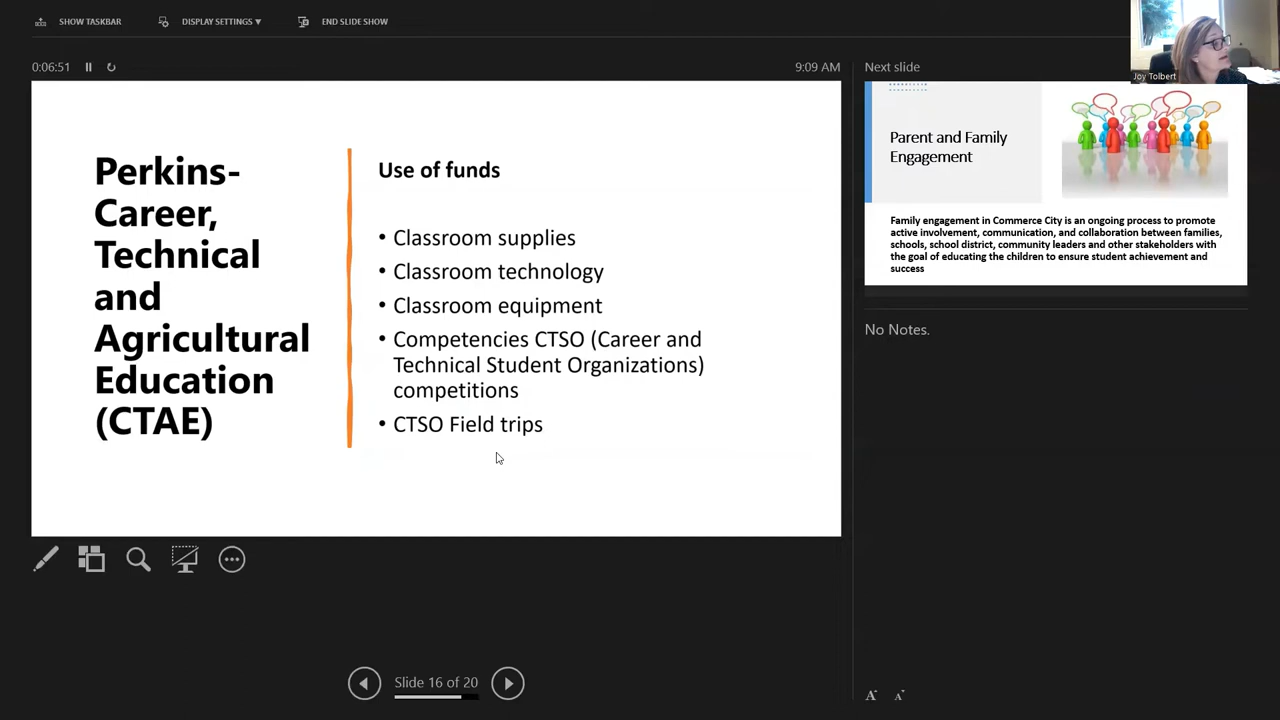 SHOW TASKBAR
DISPLAY SETTINGS ▼
END SLIDE SHOW
0:06:51
9:09 AM
Perkins-
Career,
Technical
and
Agricultural
Education
(CTAE)
Use of funds
• Classroom supplies
• Classroom technology
• Classroom equipment
• Competencies CTSO (Career and
Technical Student Organizations)
competitions
• CTSO Field trips
Slide 16 of 20
Next slide
Joy Tolbert
Parent and Family
Engagement
Family engagement in Commerce City is an ongoing process to promote
active involvement, communication, and collaboration between families,
schools, school district, community leaders and other stakeholders with
the goal of educating the children to ensure student achievement and
success
No Notes.
A A